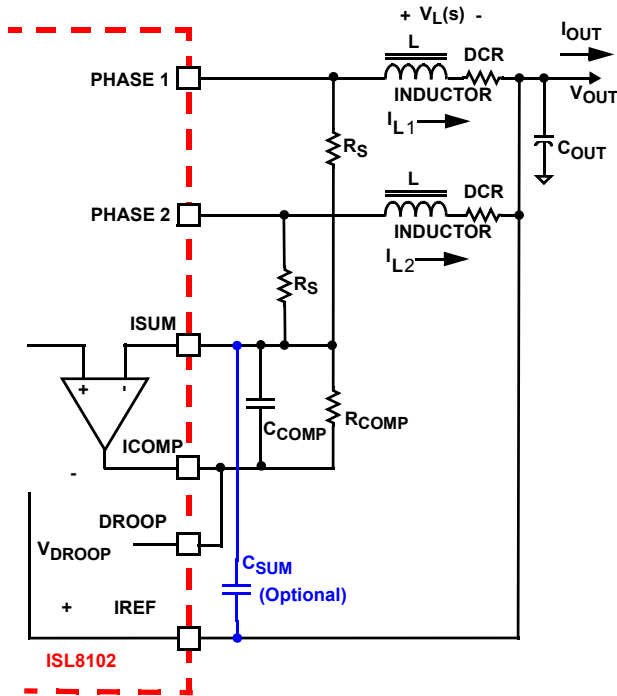 + VL(s) -
IOUT
L
DCR
PHASE 1
INDUCTOR
VOUT
IL1
COUT
RS
L
PHASE 2
DCR
INDUCTOR
IL2
RS
ISUM
+ -
CCOMP
RCOMP
ICOMP
-
DROOP
VDROOP
CSUM
(Optional)
+ IREF
ISL8102